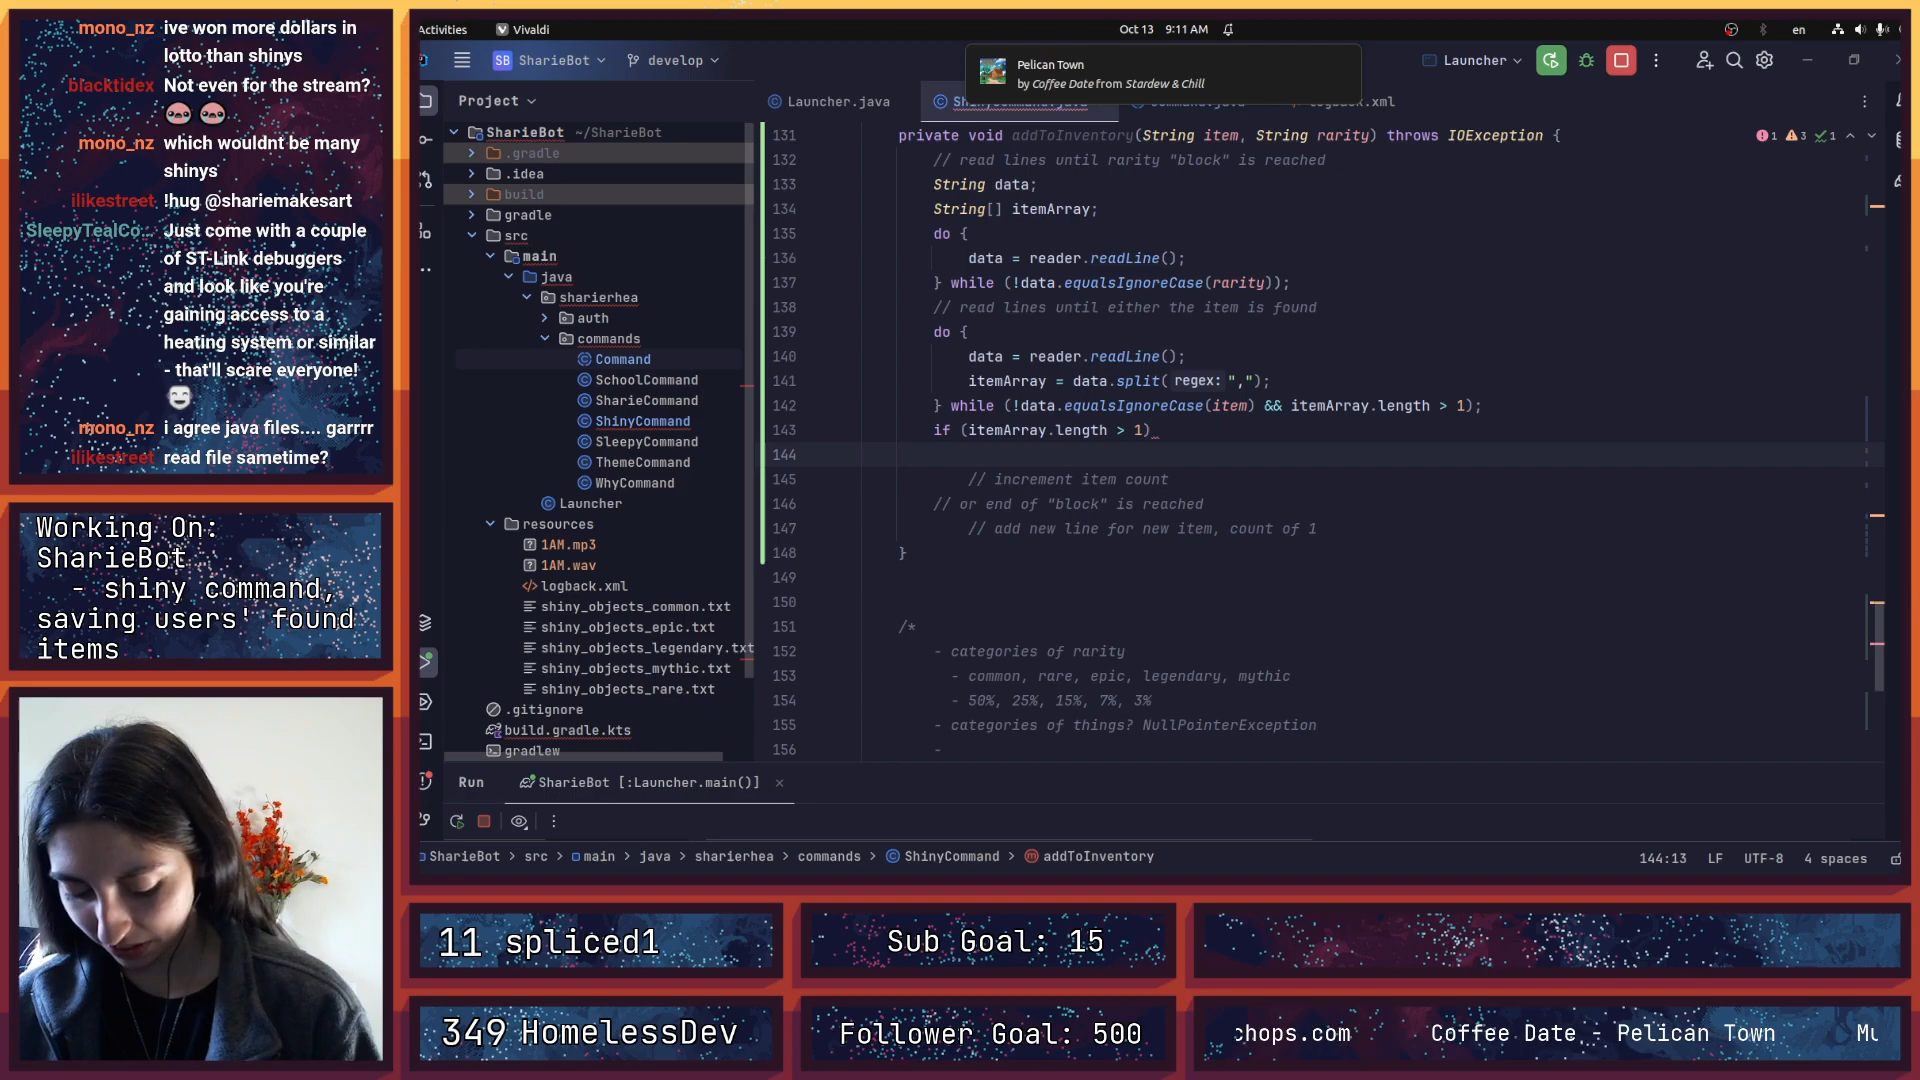 mono_nz ive won more dollars in
lotto than shinys
blacktidex Not even for the stream?
mono_nz which wouldnt be many
shinys
ilikestreet !hug @shariemakesart
SleepyTealCo... Just come with a couple
of ST-Link debuggers
and look like you're
gaining access to a
heating system or similar
- that'll scare everyone!
mono_nz i agree java files.... garrrr
ilikestreet read file sametime?
Working On:
SharieBot
- shiny command,
saving users' found
items
Activities
Vivaldi
Oct 13 9:11 AM
en
SB SharieBot
develop
Pelican Town
by Coffee Date from Stardew & Chill
Launcher
Project
Launcher.java
SharieBot ~/SharieBot
.gradle
.idea
build
gradle
src
main
java
sharierhea
auth
commands
Command
SchoolCommand
SharieCommand
ShinyCommand
SleepyCommand
ThemeCommand
WhyCommand
Launcher
resources
1AM.mp3
1AM.wav
logback.xml
shiny_objects_common.txt
shiny_objects_epic.txt
shiny_objects_legendary.txt
shiny_objects_mythic.txt
shiny_objects_rare.txt
.gitignore
build.gradle.kts
gradlew
131 private void addToInventory(String item, String rarity) throws IOException {
1 3 1
132 // read lines until rarity "block" is reached
133 String data;
134 String[] itemArray;
135 do {
136 data = reader.readLine();
137 } while (!data.equalsIgnoreCase(rarity));
138 // read lines until either the item is found
139 do {
140 data = reader.readLine();
141 itemArray = data.split( regex: ",");
142 } while (!data.equalsIgnoreCase(item) && itemArray.length > 1);
143 if (itemArray.length > 1)
144
145 // increment item count
146 // or end of "block" is reached
147 // add new line for new item, count of 1
148 }
149
150
151 /*
152 - categories of rarity
153 - common, rare, epic, legendary, mythic
154 - 50%, 25%, 15%, 7%, 3%
155 - categories of things? NullPointerException
156 -
Run
SharieBot [:Launcher.main()]
SharieBot > src > main > java > sharierhea > commands > ShinyCommand > addToInventory
144:13 LF UTF-8 4 spaces
11 spliced1
Sub Goal: 15
349 HomelessDev
Follower Goal: 500
chops.com Coffee Date - Pelican Town Mu